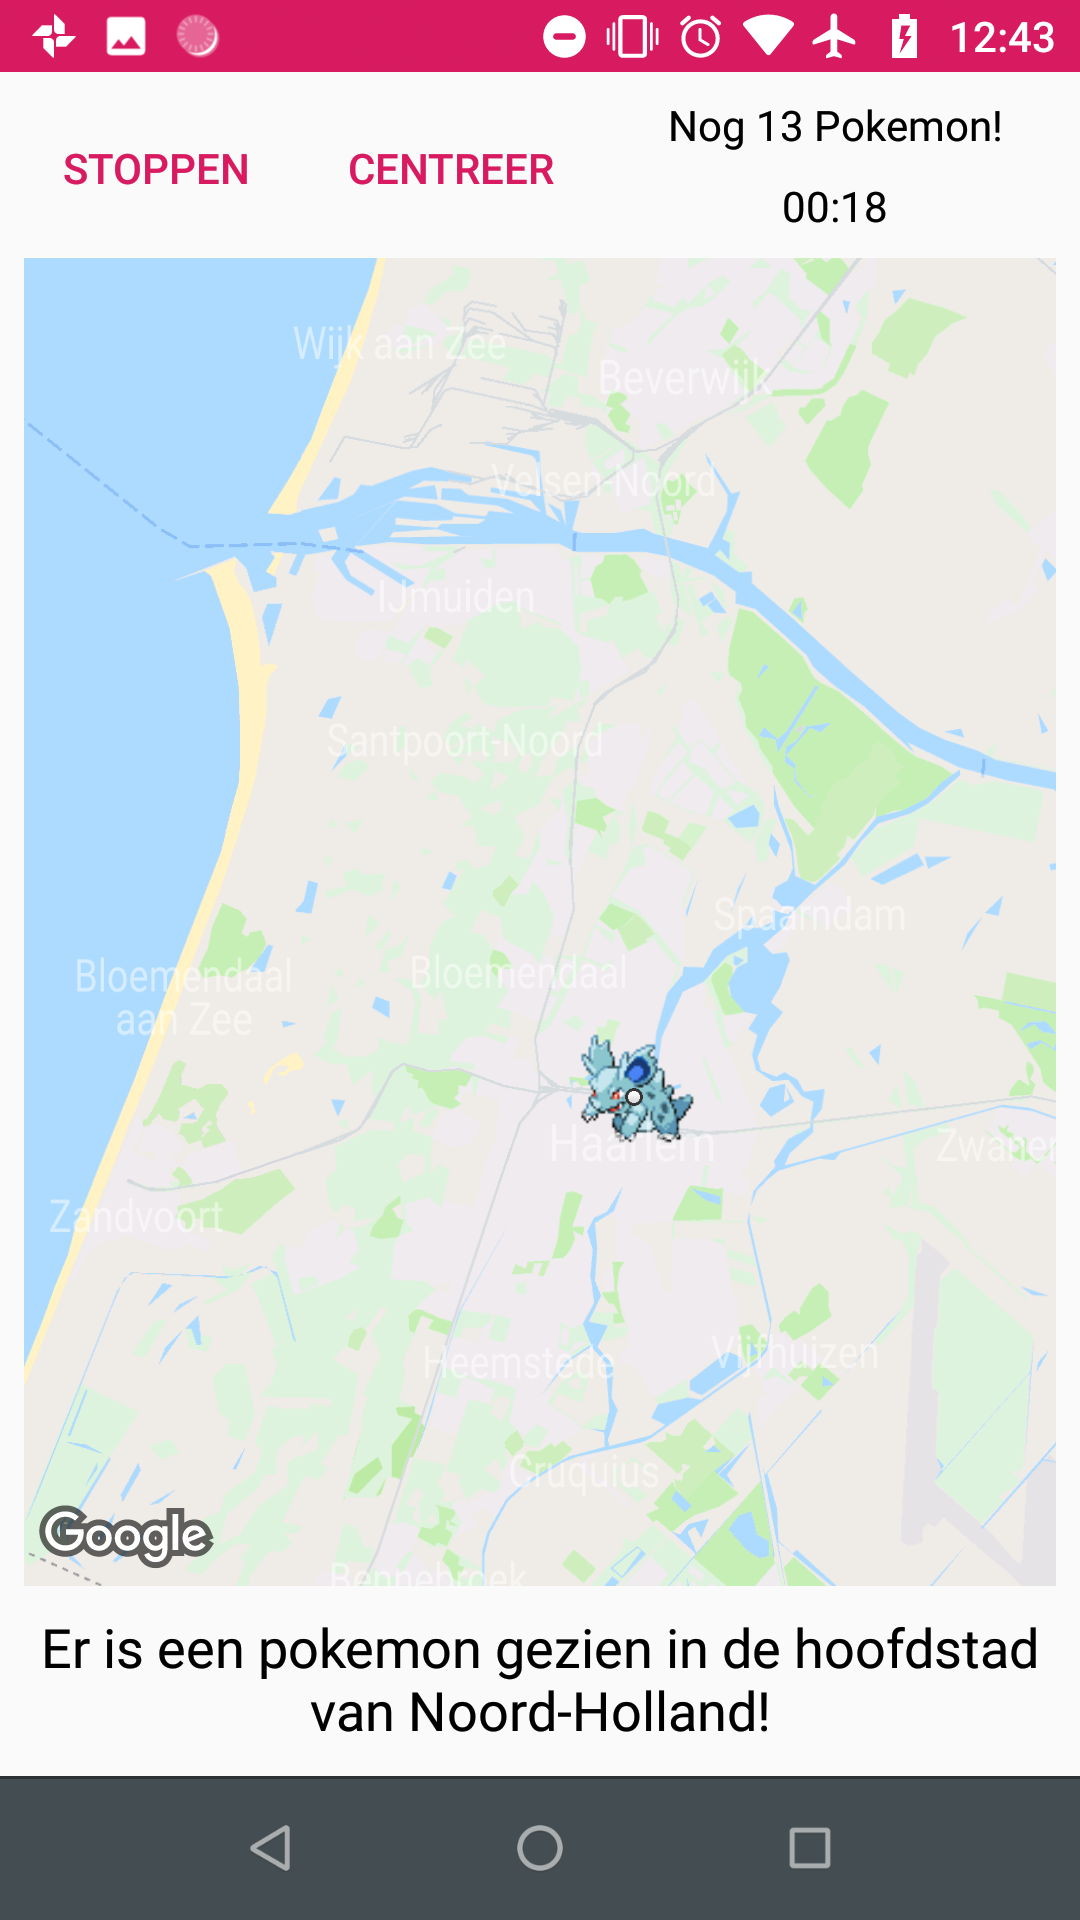 12:43
STOPPEN
CENTREER
Nog 13 Pokemon!
00:18
Wijk aan Zee
Beverwijk
Velsen-Noord
IJmuiden
Santpoort-Noord
Spaarndam
Bloemendaal
aan Zee
Bloemendaal
Haarlem
Zwanen
Zandvoort
Heemstede
Vijfhuizen
Cruquius
Google
Bennebroek
Er is een pokemon gezien in de hoofdstad
van Noord-Holland!